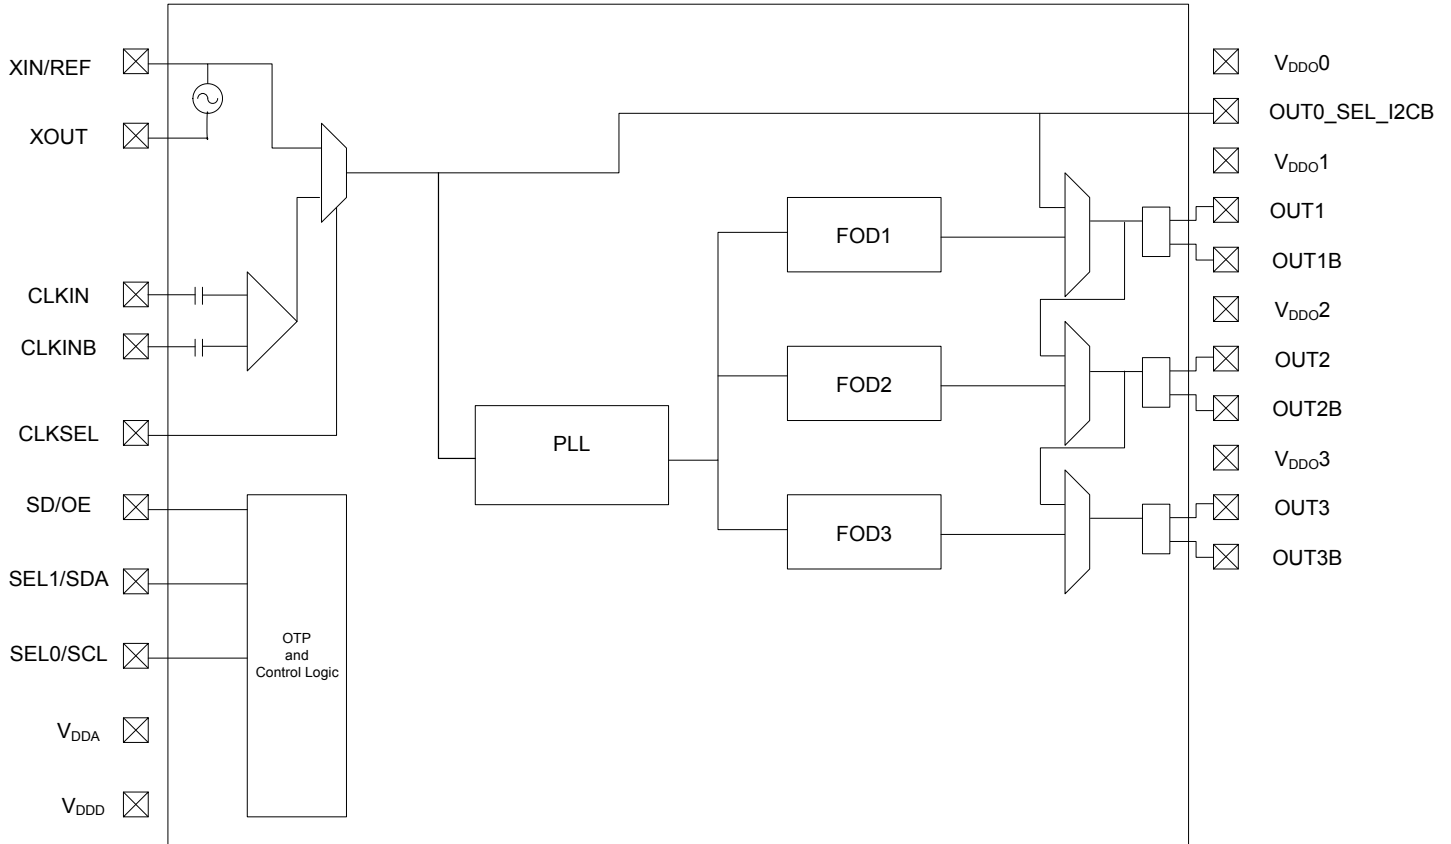 XIN/REF
XOUT
CLKIN
CLKINB
CLKSEL
SD/OE
SEL1/SDA
SEL0/SCL
VDDA
VDDD
OTP
and
Control Logic
PLL
FOD1
FOD2
FOD3
VDDO0
OUT0_SEL_I2CB
VDDO1
OUT1
OUT1B
VDDO2
OUT2
OUT2B
VDDO3
OUT3
OUT3B